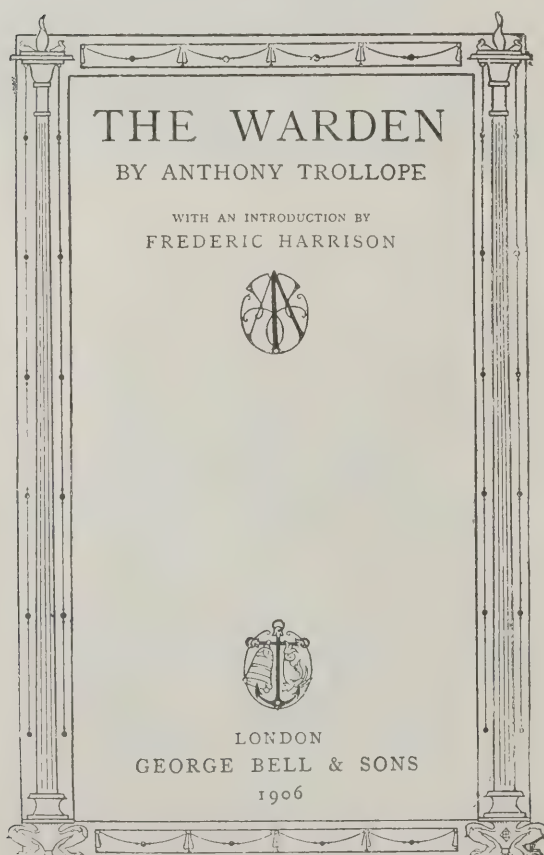 THE WARDEN
BY ANTHONY TROLLOPE
WITH AN INTRODUCTION BY
FREDERIC HARRISON
LONDON
GEORGE BELL & SONS
1906